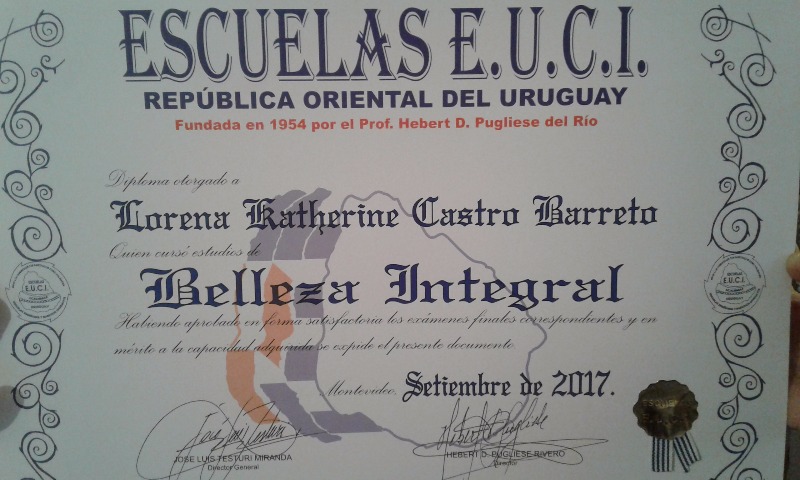 ESCUELAS E.U.C.I.
REPÚBLICA ORIENTAL DEL URUGUAY
Fundada en 1954 por el Prof. Hebert D. Pugliese del Río
Diploma otorgado a
Lorena Katherine Castro Barreto
Quien cursó estudios de
Belleza Integral
Habiendo aprobado en forma satisfactoria los exámenes finales correspondientes y en
mérito a la capacidad adquirida se expide el presente documento
Montevideo, Setiembre de 2017.
JOSE LUIS TESTURI MIRANDA
Director General
HEBERT D. PUGLIESE RIVERO
Director
ESCUELAS
E.U.C.I.
ESCUELAS
E.U.C.I.